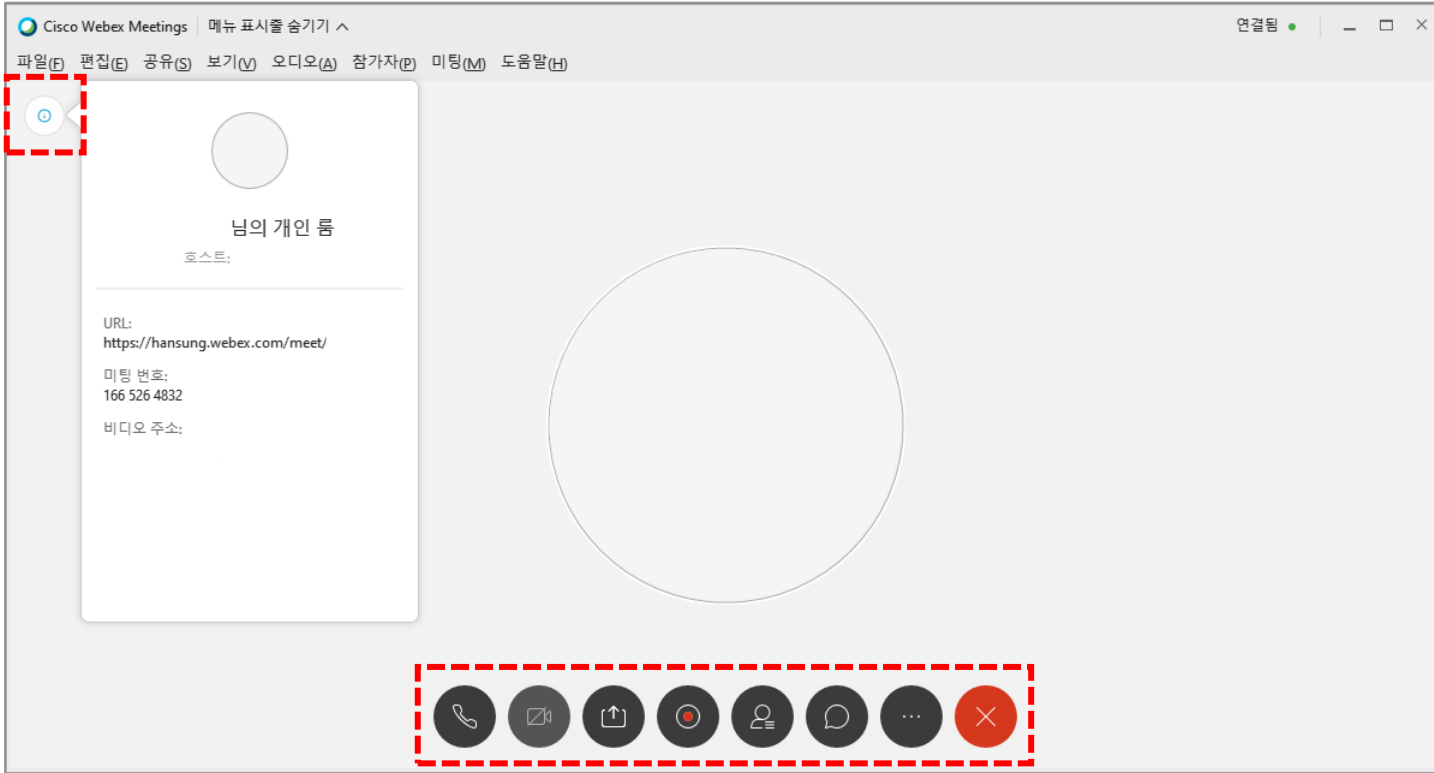 Cisco Webex Meetings 메뉴 표시줄 숨기기 연결됨
파일(F) 편집(E) 공유(S) 보기(V) 오디오(A) 참가자(P) 미팅(M) 도움말(H)
님의 개인 룸
호스트:
URL:
https://hansung.webex.com/meet/
미팅 번호:
166 526 4832
비디오 주소: